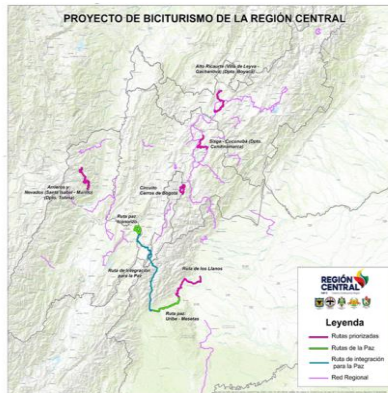 PROYECTO DE BICITURISMO DE LA REGIÓN CENTRAL
Alto Ricaurte (Villa de Leyva -
Gachantivá) (Dpto. Boyacá)
Sisga - Cucunubá (Dpto.
Cundinamarca)
Armero y
Nevados (Santa Isabel - Murillo)
(Dpto. Tolima)
Circuito
Cerros de Bogotá
Ruta paz:
Ruta de integración
para la Paz
Ruta de los Llanos
Ruta paz:
Uribe - Mesetas
REGIÓN
CENTRAL
Leyenda
Rutas priorizadas
Rutas de la Paz
Ruta de integración
para la Paz
Red Regional